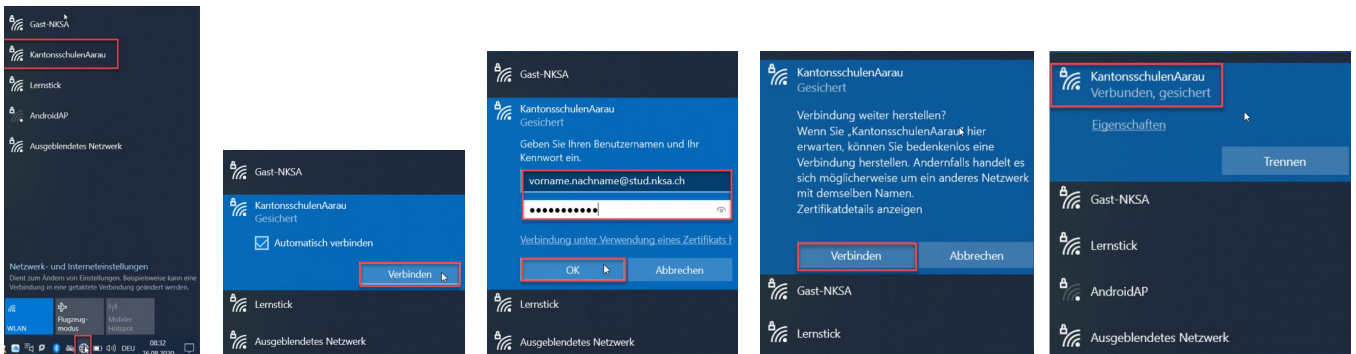 Gast-NKSA
KantonsschulenAarau
Lernstick
AndroidAP
Ausgeblendetes Netzwerk
Netzwerk- und Interneteinstellungen
Dient zum Ändern von Einstellungen. Beispielsweise kann eine
Verbindung in eine getaktete Verbindung geändert werden.
WLAN
Flugzeug-
modus
Mobiler
Hotspot
DEU
08:32
26.08.2020
Gast-NKSA
KantonsschulenAarau
Gesichert
Automatisch verbinden
Verbinden
Lernstick
Ausgeblendetes Netzwerk
Gast-NKSA
KantonsschulenAarau
Gesichert
Geben Sie Ihren Benutzernamen und Ihr
Kennwort ein.
vorname.nachname@stud.nksa.ch
•••••••••••
Verbindung unter Verwendung eines Zertifikats h
OK
Abbrechen
Lernstick
Ausgeblendetes Netzwerk
KantonsschulenAarau
Gesichert
Verbindung weiter herstellen?
Wenn Sie „KantonsschulenAarau“ hier
erwarten, können Sie bedenkenlos eine
Verbindung herstellen. Andernfalls handelt es
sich möglicherweise um ein anderes Netzwerk
mit demselben Namen.
Zertifikatdetails anzeigen
Verbinden
Abbrechen
Gast-NKSA
Lernstick
KantonsschulenAarau
Verbunden, gesichert
Eigenschaften
Trennen
Gast-NKSA
Lernstick
AndroidAP
Ausgeblendetes Netzwerk